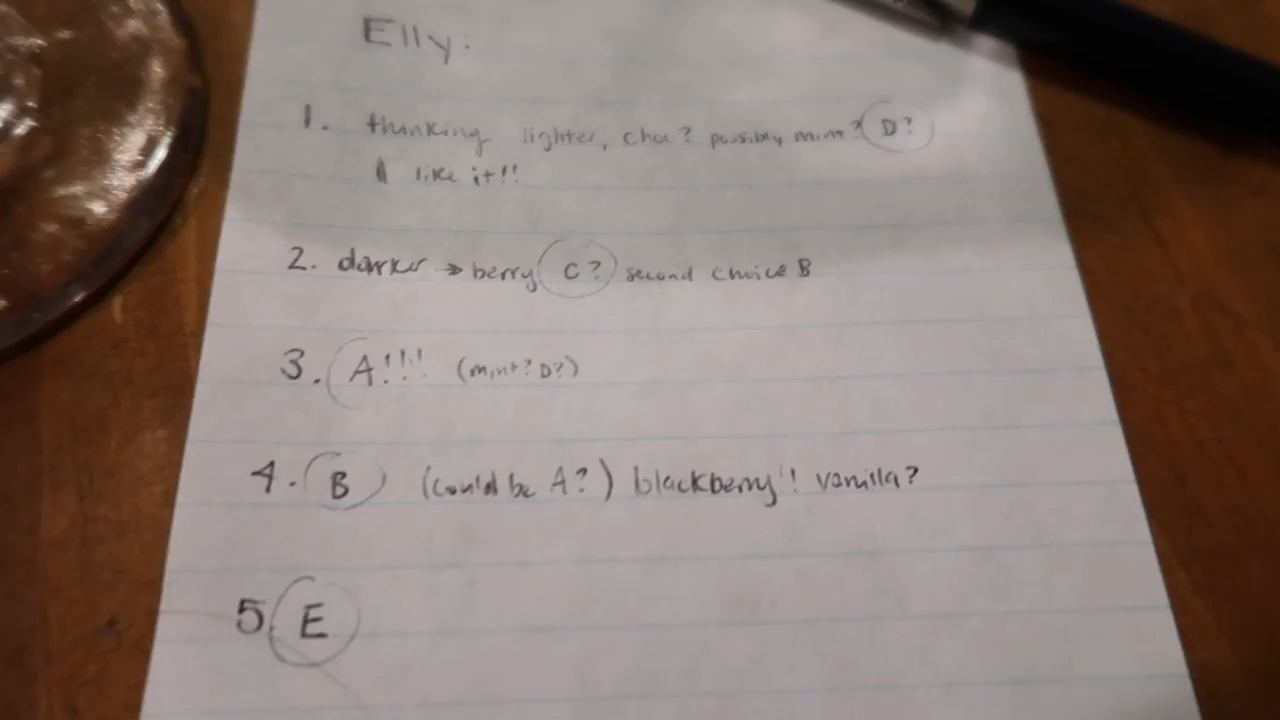 Elly:
1. thinking lighter, choc? possibly mint? D?
I like it!!
2. darker → berry C? second choice B
3. A!!! (mint? D?)
4. B (could be A?) blackberry!! vanilla?
5. E